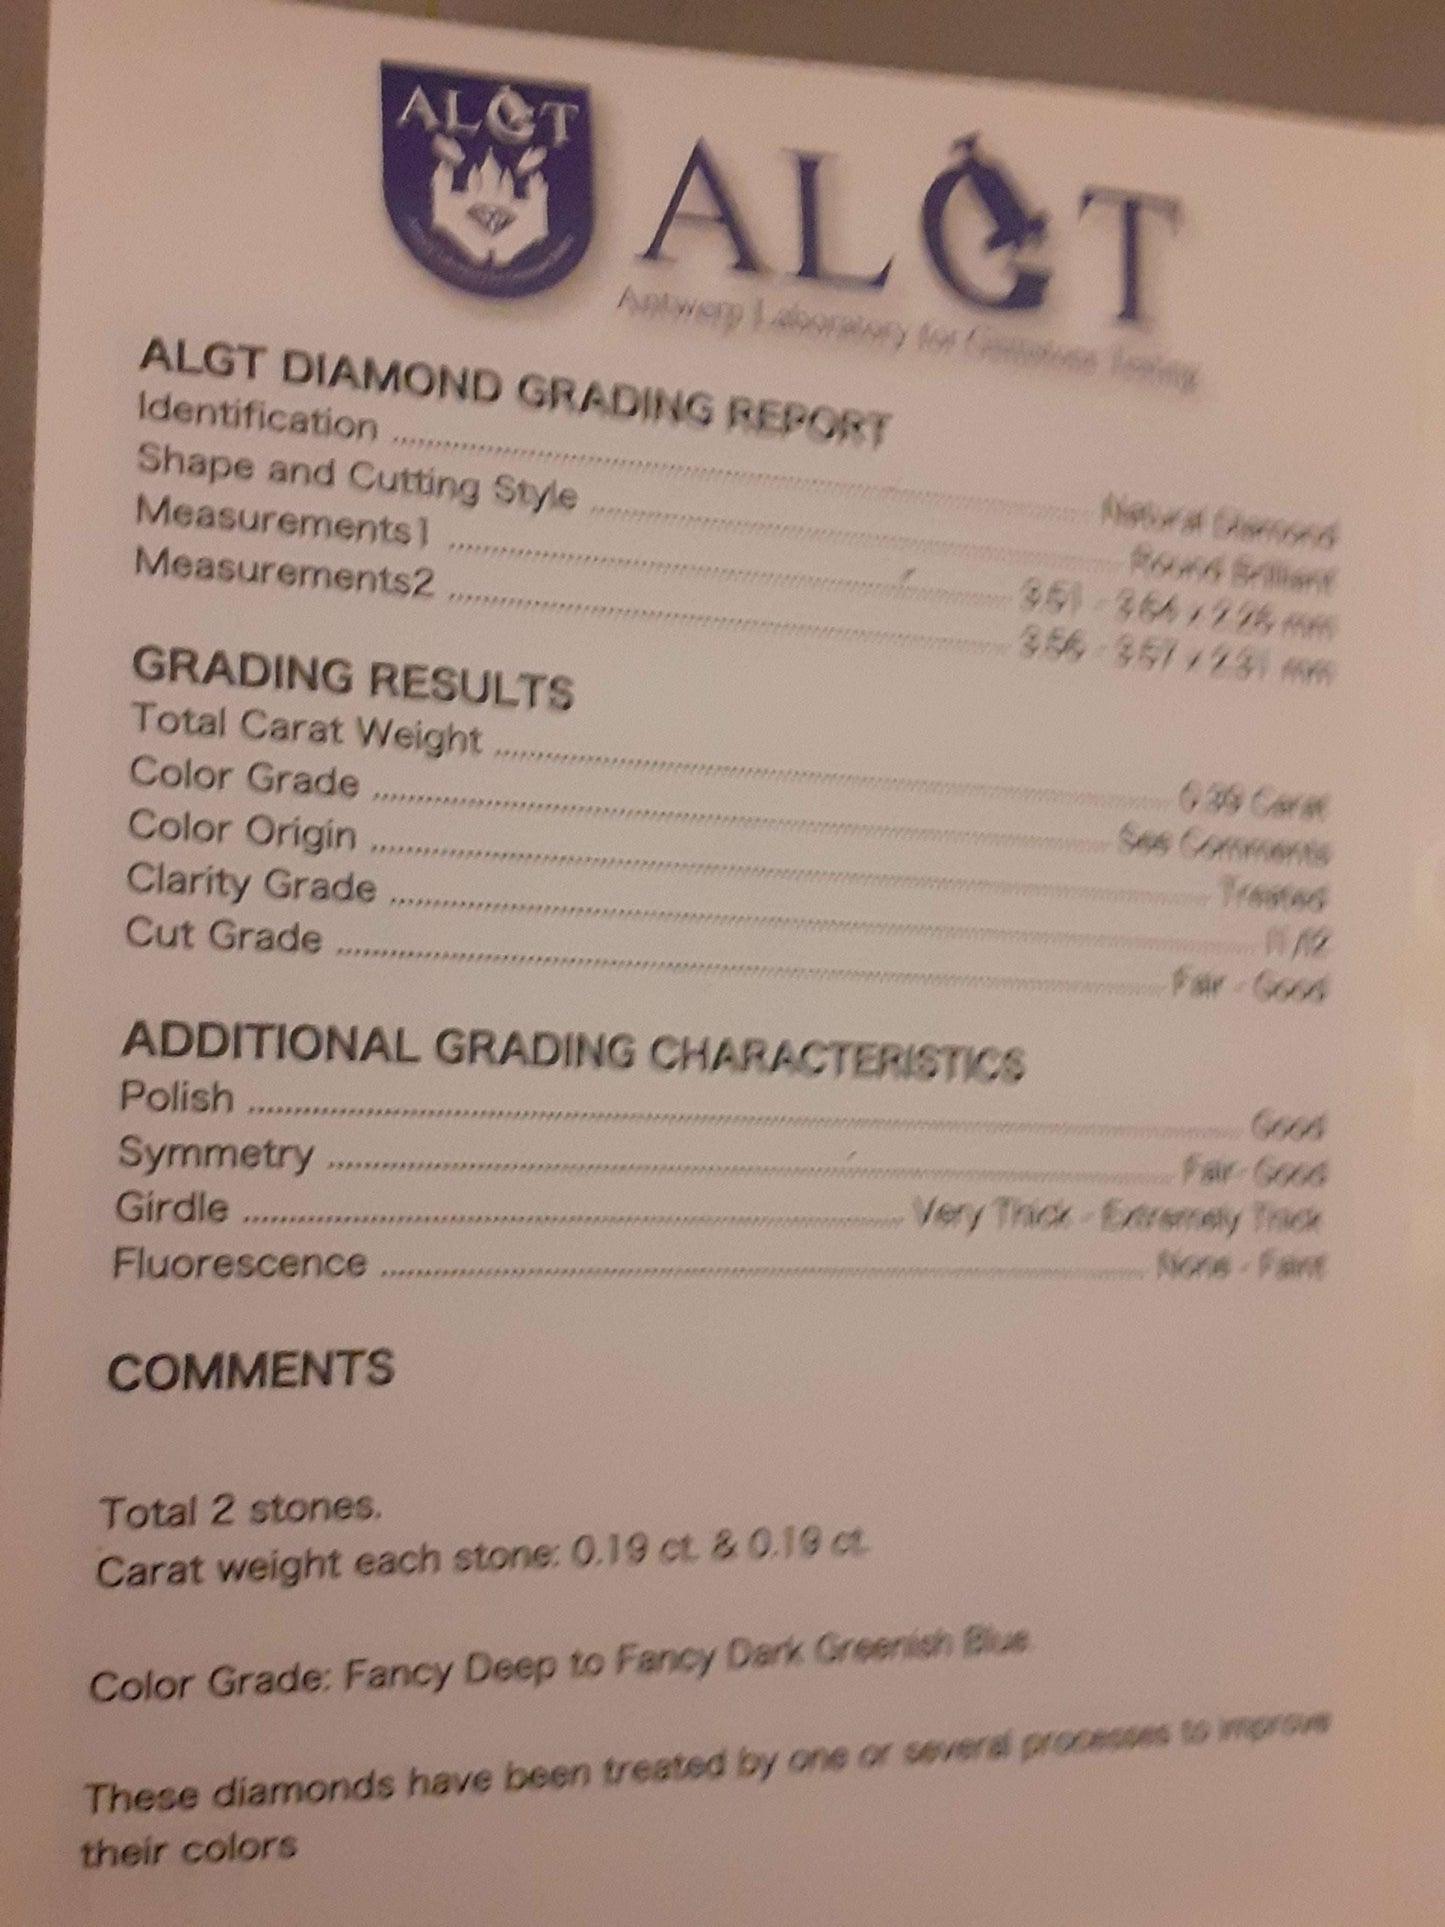 ALGT
ALGT
Antwerp Laboratory for Gemstone Testing
ALGT DIAMOND GRADING REPORT
Identification ........ Natural Diamond
Shape and Cutting Style ........ Round Brilliant
Measurements1 ........ 3.51 - 3.54 x 2.25 mm
Measurements2 ........ 3.56 - 3.57 x 2.31 mm
GRADING RESULTS
Total Carat Weight ........ Carat
Color Grade ........ See Comments
Color Origin ........ Treated
Clarity Grade ........
Cut Grade ........ Fair - Good
ADDITIONAL GRADING CHARACTERISTICS
Polish ........ Good
Symmetry ........ Fair - Good
Girdle ........ Very Thick - Extremely Thick
Fluorescence ........ None - Faint
COMMENTS
Total 2 stones.
Carat weight each stone: 0.19 ct. & 0.19 ct.
Color Grade: Fancy Deep to Fancy Dark Greenish Blue
These diamonds have been treated by one or several processes to improve
their colors